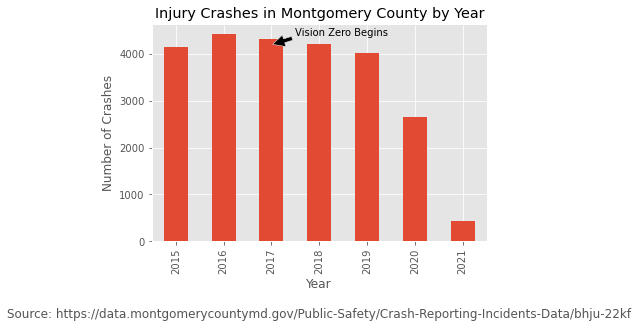 Injury Crashes in Montgomery County by Year
Vision Zero Begins
4000
3000
2000
1000
0
Number of Crashes
2015
2016
2017
2018
2019
2020
2021
Year
Source: https://data.montgomerycountymd.gov/Public-Safety/Crash-Reporting-Incidents-Data/bhju-22kf